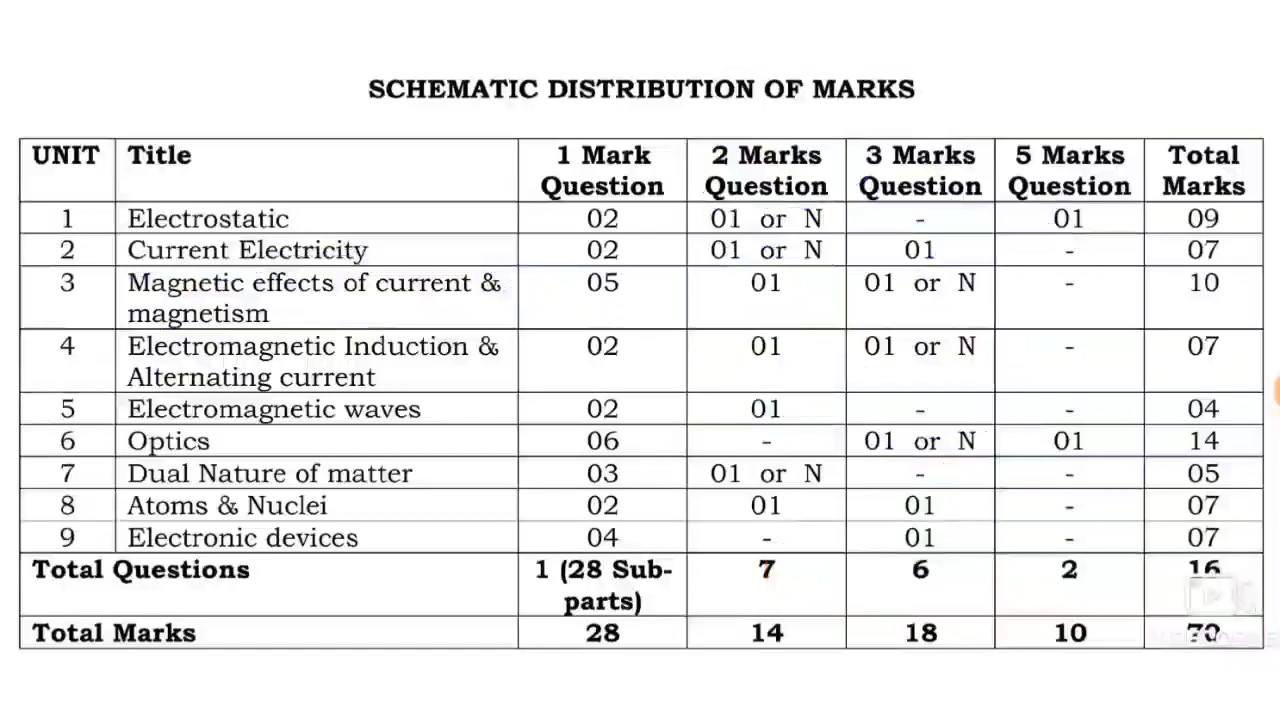 SCHEMATIC DISTRIBUTION OF MARKS
UNIT Title 1 Mark Question 2 Marks Question 3 Marks Question 5 Marks Question Total Marks
1 Electrostatic 02 01 or N - 01 09
2 Current Electricity 02 01 or N 01 - 07
3 Magnetic effects of current & magnetism 05 01 01 or N - 10
4 Electromagnetic Induction & Alternating current 02 01 01 or N - 07
5 Electromagnetic waves 02 01 - - 04
6 Optics 06 - 01 or N 01 14
7 Dual Nature of matter 03 01 or N - - 05
8 Atoms & Nuclei 02 01 01 - 07
9 Electronic devices 04 - 01 - 07
Total Questions 1 (28 Sub-parts) 7 6 2 16
Total Marks 28 14 18 10 70